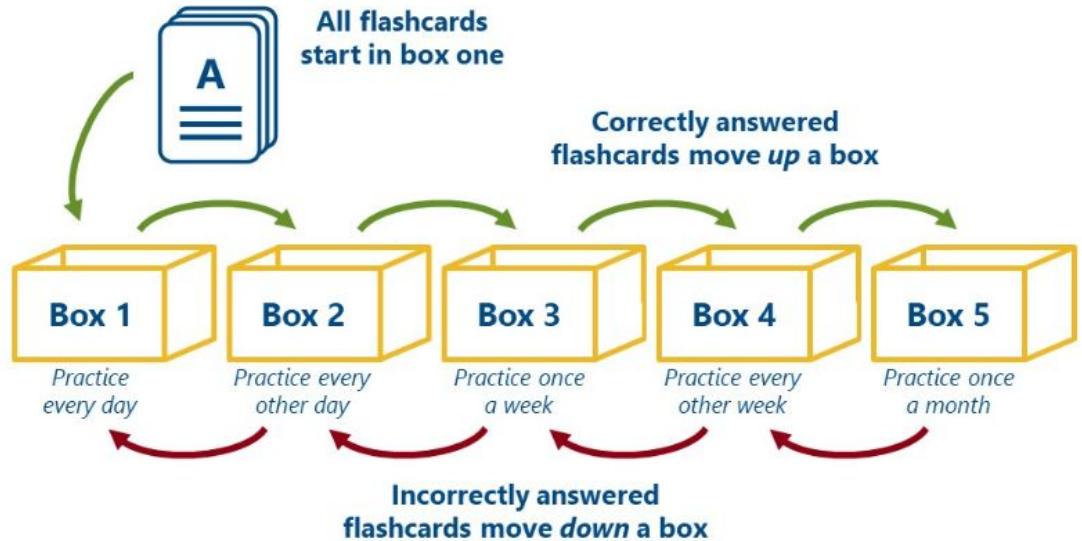 All flashcards
start in box one
A
Correctly answered
flashcards move up a box
Box 1
Box 2
Box 3
Box 4
Box 5
Practice
every day
Practice every
other day
Practice once
a week
Practice every
other week
Practice once
a month
Incorrectly answered
flashcards move down a box